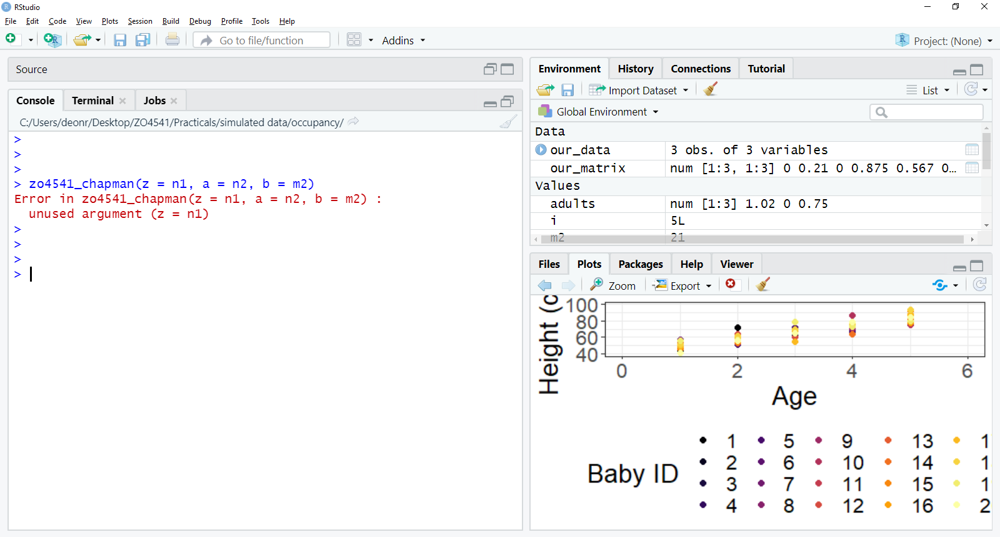 RStudio
File Edit Code View Plots Session Build Debug Profile Tools Help
Go to file/function Addins Project: (None)
Source
Console Terminal Jobs
C:/Users/deonr/Desktop/ZO4541/Practicals/simulated data/occupancy/
>
>
>
> zo4541_chapman(z = n1, a = n2, b = m2)
Error in zo4541_chapman(z = n1, a = n2, b = m2) :
unused argument (z = n1)
>
>
>
>
Environment History Connections Tutorial
Import Dataset List
Global Environment
Data
our_data 3 obs. of 3 variables
our_matrix num [1:3, 1:3] 0 0.21 0 0.875 0.567 0...
Values
adults num [1:3] 1.02 0 0.75
i 5L
m2 21
Files Plots Packages Help Viewer
Zoom Export
Height (c
100
80
60
40
0 2 4 6
Age
Baby ID
1 5 9 13 1
2 6 10 14 1
3 7 11 15 1
4 8 12 16 2